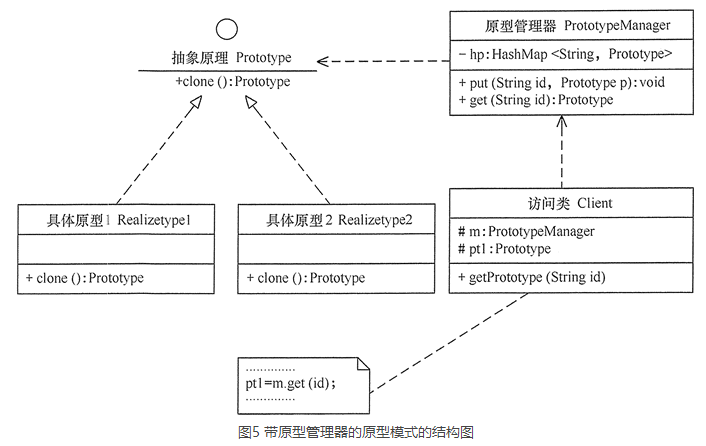 抽象原理 Prototype
+clone():Prototype
原型管理器 PrototypeManager
- hp:HashMap <String, Prototype>
+ put (String id, Prototype p):void
+ get (String id):Prototype
具体原型1 Realizetype1
+ clone():Prototype
具体原型2 Realizetype2
+ clone():Prototype
访问类 Client
# m:PrototypeManager
# pt1:Prototype
+ getPrototype (String id)
..............
pt1=m.get (id);
..............
图5 带原型管理器的原型模式的结构图